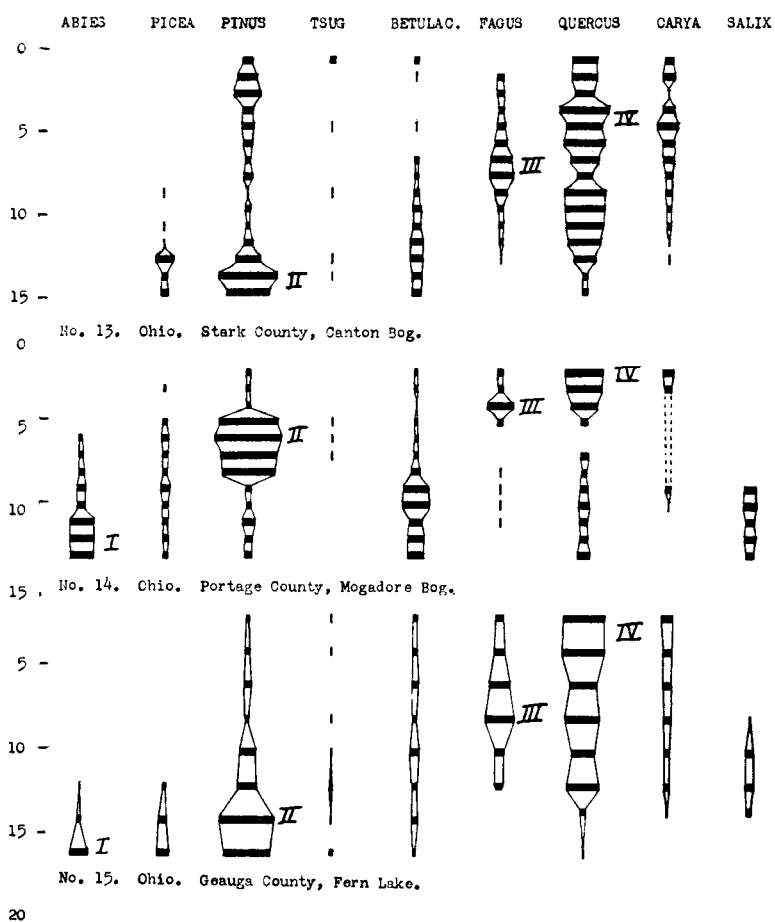 ABIES PICEA PINUS TSUG BETULAC. FAGUS QUERCUS CARYA SALIX
0 –
IV
5 –
III
10 –
II
15 –
No. 13. Ohio. Stark County, Canton Bog.
0
IV
III
5 –
II
10 –
I
No. 14. Ohio. Portage County, Mogadore Bog.
15 –
IV
5 –
III
10 –
II
15 –
I
No. 15. Ohio. Geauga County, Fern Lake.
20